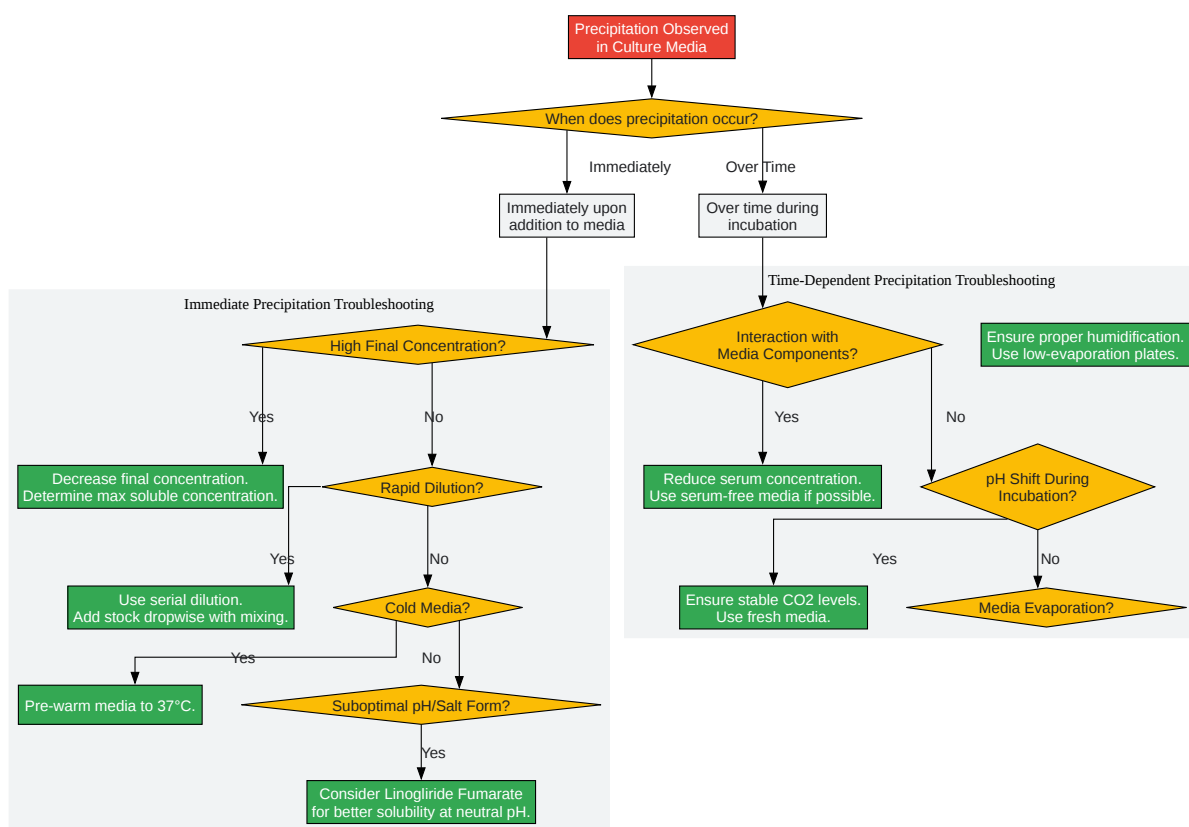 Precipitation Observed
in Culture Media
When does precipitation occur?
Immediately
Over Time
Immediately upon
addition to media
Over time during
incubation
Immediate Precipitation Troubleshooting
High Final Concentration?
Yes
No
Decrease final concentration.
Determine max soluble concentration.
Rapid Dilution?
Yes
No
Use serial dilution.
Add stock dropwise with mixing.
Cold Media?
Yes
No
Pre-warm media to 37°C.
Suboptimal pH/Salt Form?
Yes
Consider Linogliride Fumarate
for better solubility at neutral pH.
Time-Dependent Precipitation Troubleshooting
Interaction with
Media Components?
Ensure proper humidification.
Use low-evaporation plates.
Yes
No
Reduce serum concentration.
Use serum-free media if possible.
pH Shift During
Incubation?
Yes
No
Ensure stable CO2 levels.
Use fresh media.
Media Evaporation?